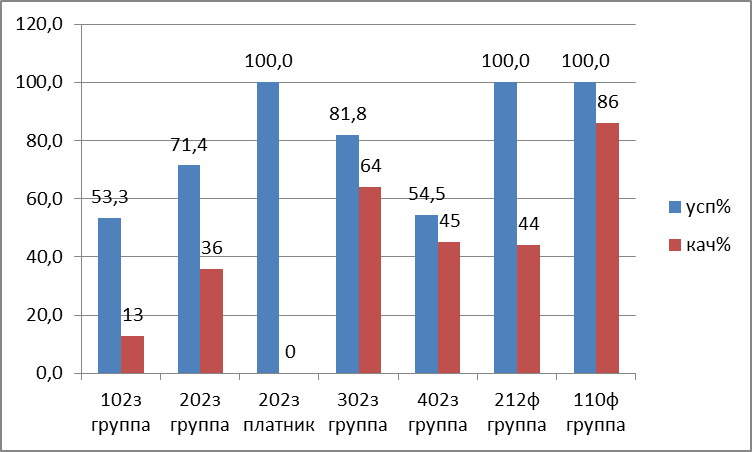 120,0
100,0
80,0
60,0
40,0
20,0
0,0
53,3
13
71,4
36
100,0
0
81,8
64
54,5
45
100,0
44
100,0
86
102з группа
202з группа
202з платник
302з группа
402з группа
212ф группа
110ф группа
усп%
кач%